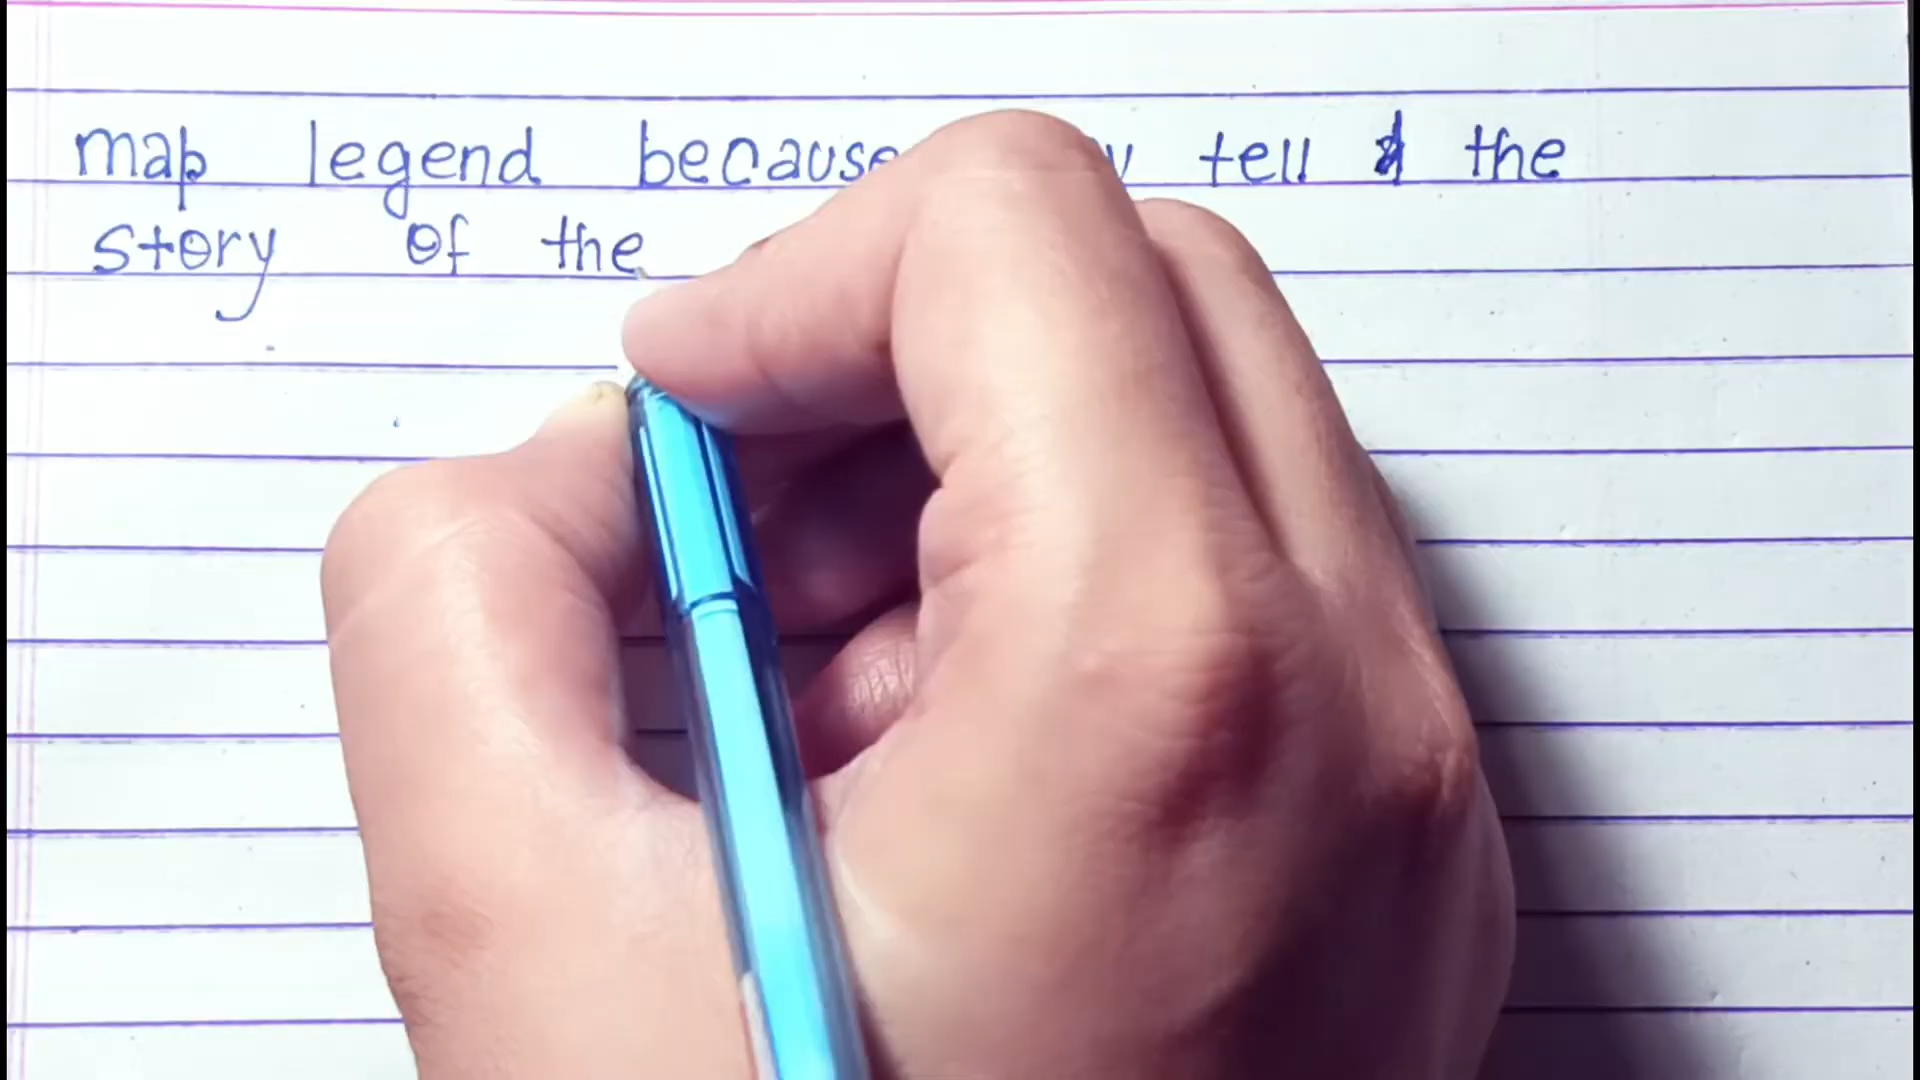 map legend because tell the
story of the